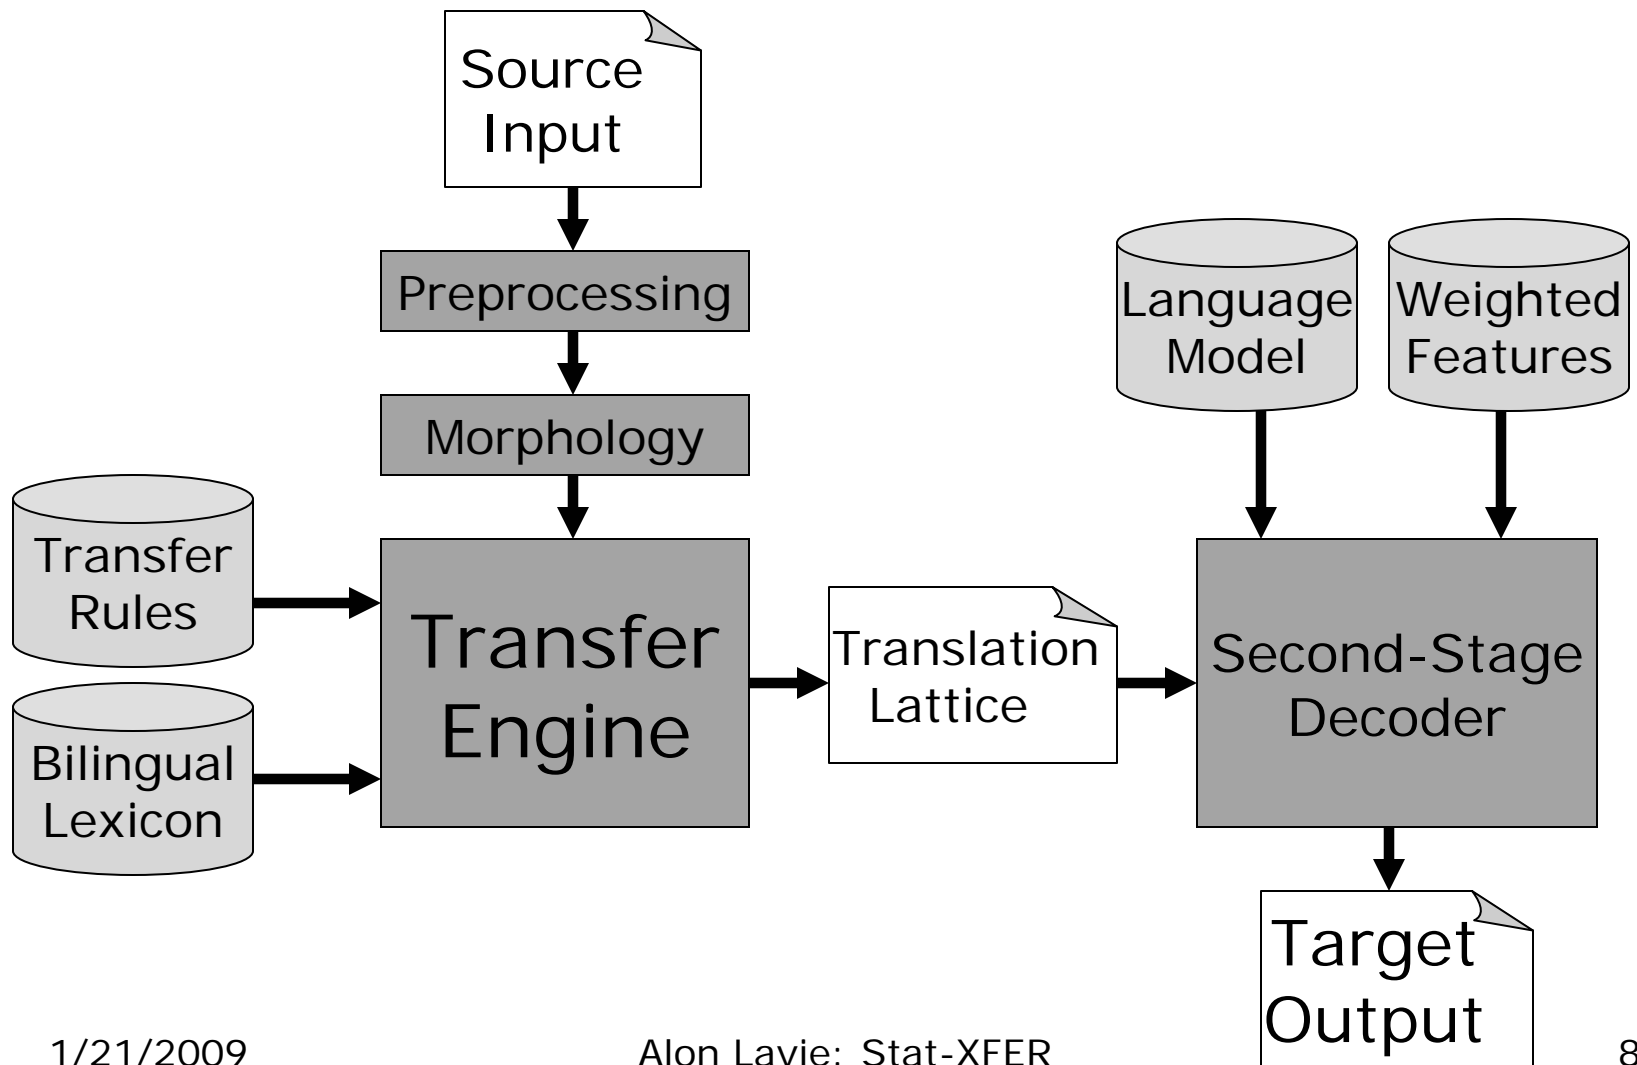 Source
Input
Preprocessing
Morphology
Language
Model
Weighted
Features
Transfer
Rules
Bilingual
Lexicon
Transfer
Engine
Translation
Lattice
Second-Stage
Decoder
Target
Output
1/21/2009
Alon Lavie: Stat-XFER
8